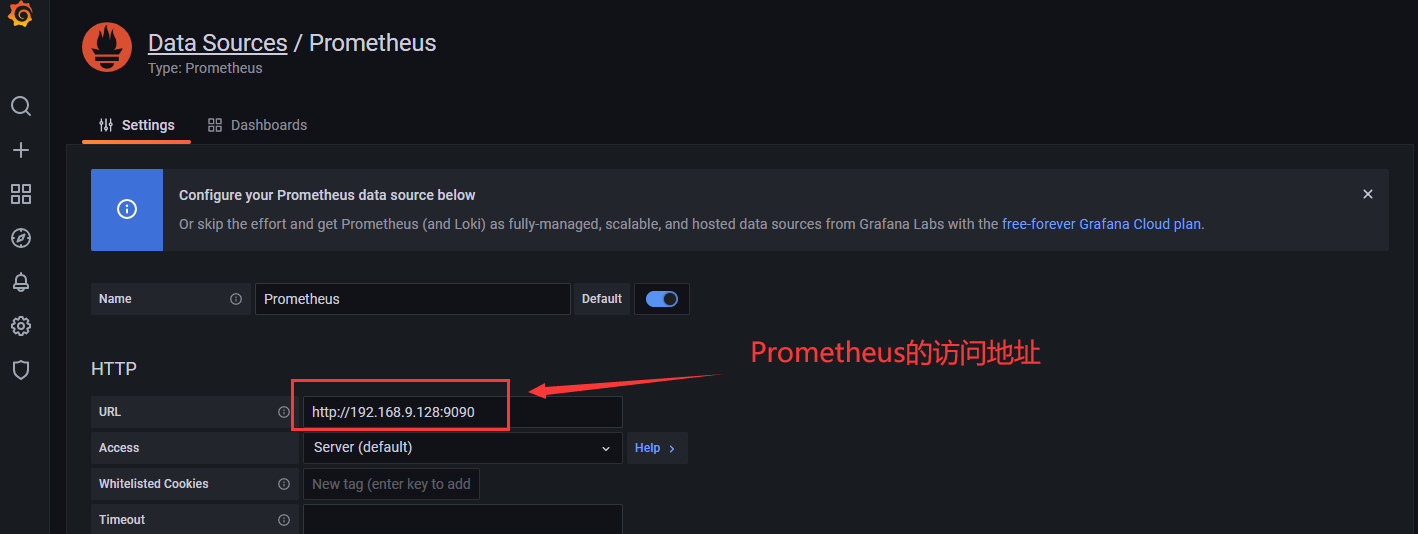 Data Sources / Prometheus
Type: Prometheus
Settings
Dashboards
Configure your Prometheus data source below
Or skip the effort and get Prometheus (and Loki) as fully-managed, scalable, and hosted data sources from Grafana Labs with the free-forever Grafana Cloud plan.
Name
Prometheus
Default
Prometheus的访问地址
HTTP
URL
http://192.168.9.128:9090
Access
Server (default)
Help
Whitelisted Cookies
New tag (enter key to add
Timeout